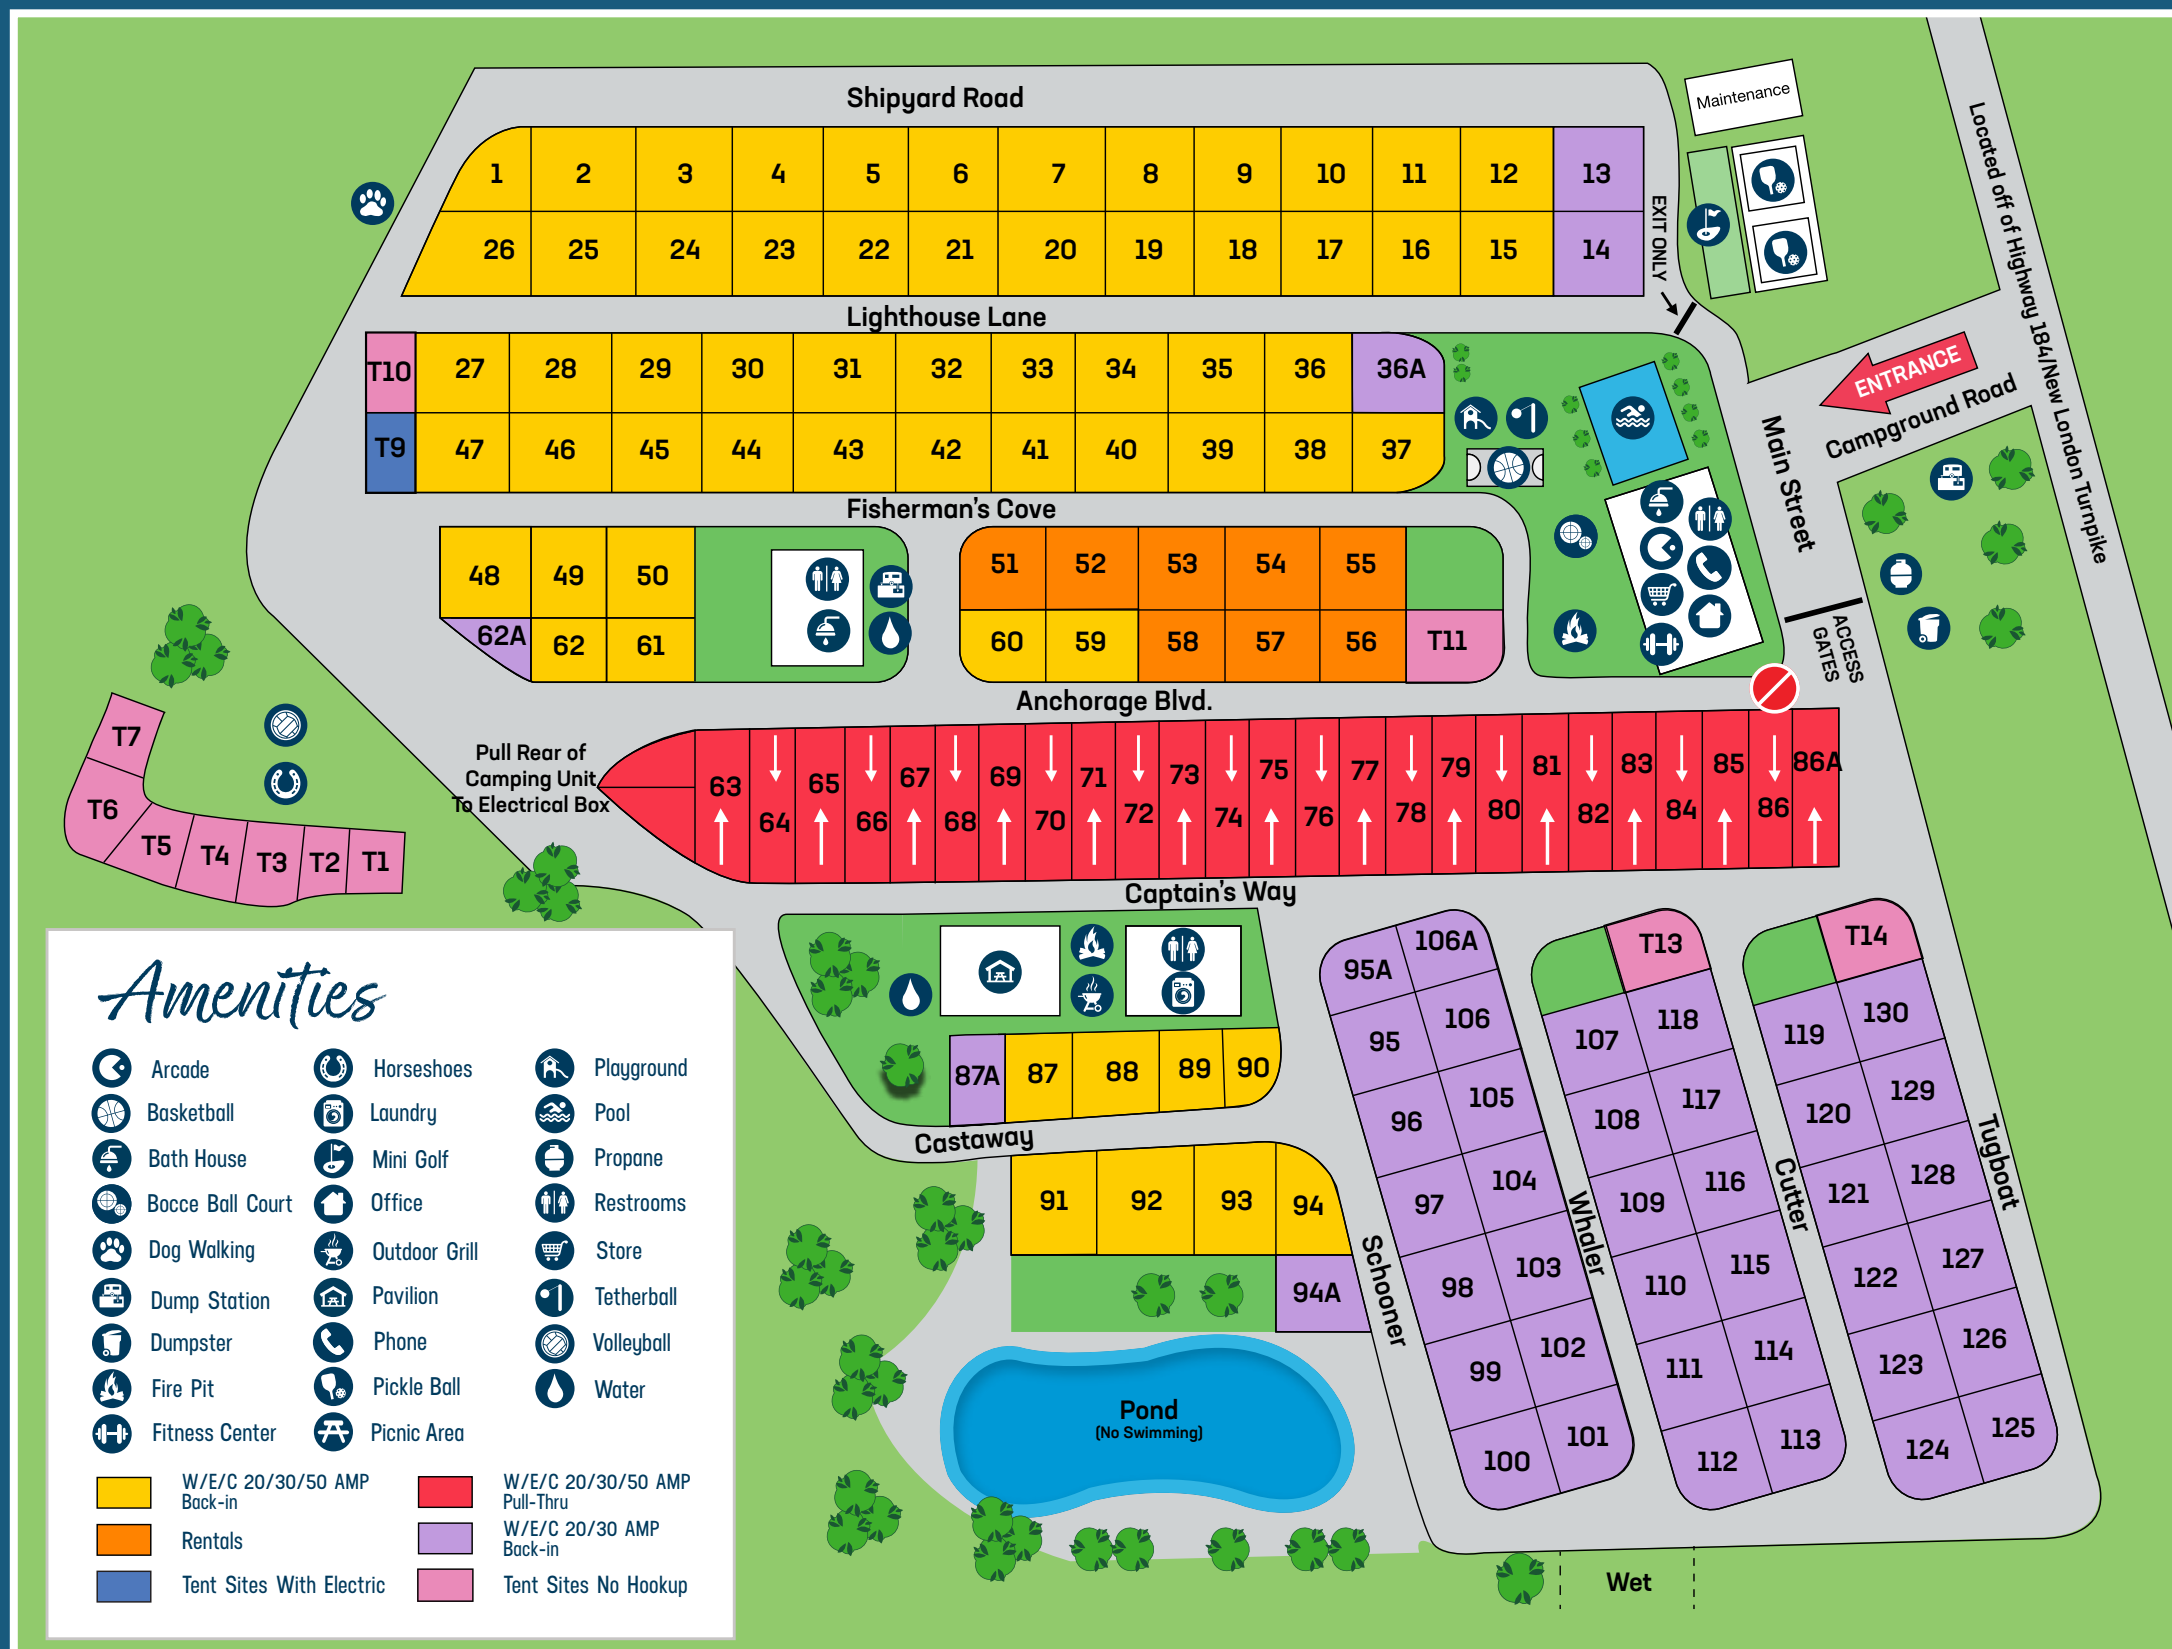 Shipyard Road
Maintenance
1 2 3 4 5 6 7 8 9 10 11 12 13
26 25 24 23 22 21 20 19 18 17 16 15 14
EXIT ONLY
Located off of Highway 184/New London Turnpike
Lighthouse Lane
T10 27 28 29 30 31 32 33 34 35 36 36A
T9 47 46 45 44 43 42 41 40 39 38 37
ENTRANCE
Campground Road
Main Street
Fisherman's Cove
48 49 50 51 52 53 54 55
62A 62 61 60 59 58 57 56 T11
ACCESS
GATES
Anchorage Blvd.
Pull Rear of
Camping Unit
To Electrical Box
63 64 65 66 67 68 69 70 71 72 73 74 75 76 77 78 79 80 81 82 83 84 85 86 86A
T7
T6
T5 T4 T3 T2 T1
Captain's Way
87A 87 88 89 90
Castaway
91 92 93 94
94A
Schooner
95A 106A
95 106
96 105
97 104
98 103
99 102
100 101
Whaler
T13
107 118
108 117
109 116
110 115
111 114
112 113
Cutter
T14
119 130
120 129
121 128
122 127
123 126
124 125
Tugboat
Pond
(No Swimming)
Wet
Amenities
Arcade
Basketball
Bath House
Bocce Ball Court
Dog Walking
Dump Station
Dumpster
Fire Pit
Fitness Center
Horseshoes
Laundry
Mini Golf
Office
Outdoor Grill
Pavilion
Phone
Pickle Ball
Picnic Area
Playground
Pool
Propane
Restrooms
Store
Tetherball
Volleyball
Water
W/E/C 20/30/50 AMP
Back-in
Rentals
Tent Sites With Electric
W/E/C 20/30/50 AMP
Pull-Thru
W/E/C 20/30 AMP
Back-in
Tent Sites No Hookup